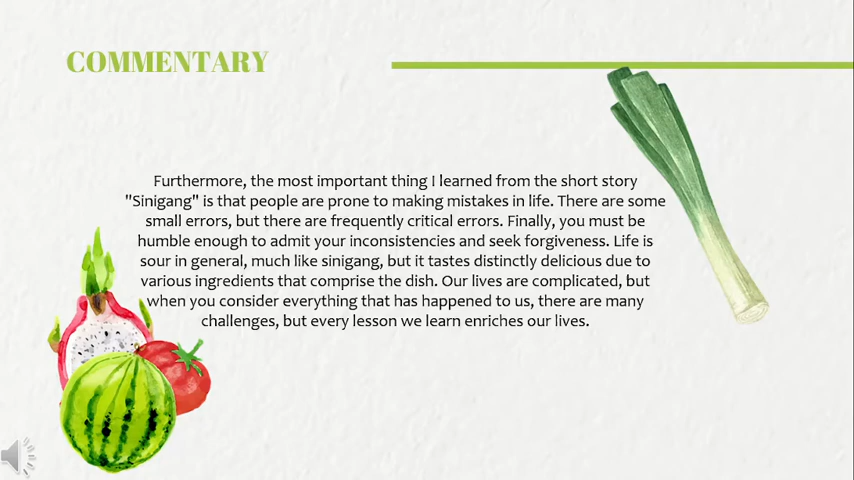 COMMENTARY
Furthermore, the most important thing I learned from the short story
"Sinigang" is that people are prone to making mistakes in life. There are some
small errors, but there are frequently critical errors. Finally, you must be
humble enough to admit your inconsistencies and seek forgiveness. Life is
sour in general, much like sinigang, but it tastes distinctly delicious due to
various ingredients that comprise the dish. Our lives are complicated, but
when you consider everything that has happened to us, there are many
challenges, but every lesson we learn enriches our lives.